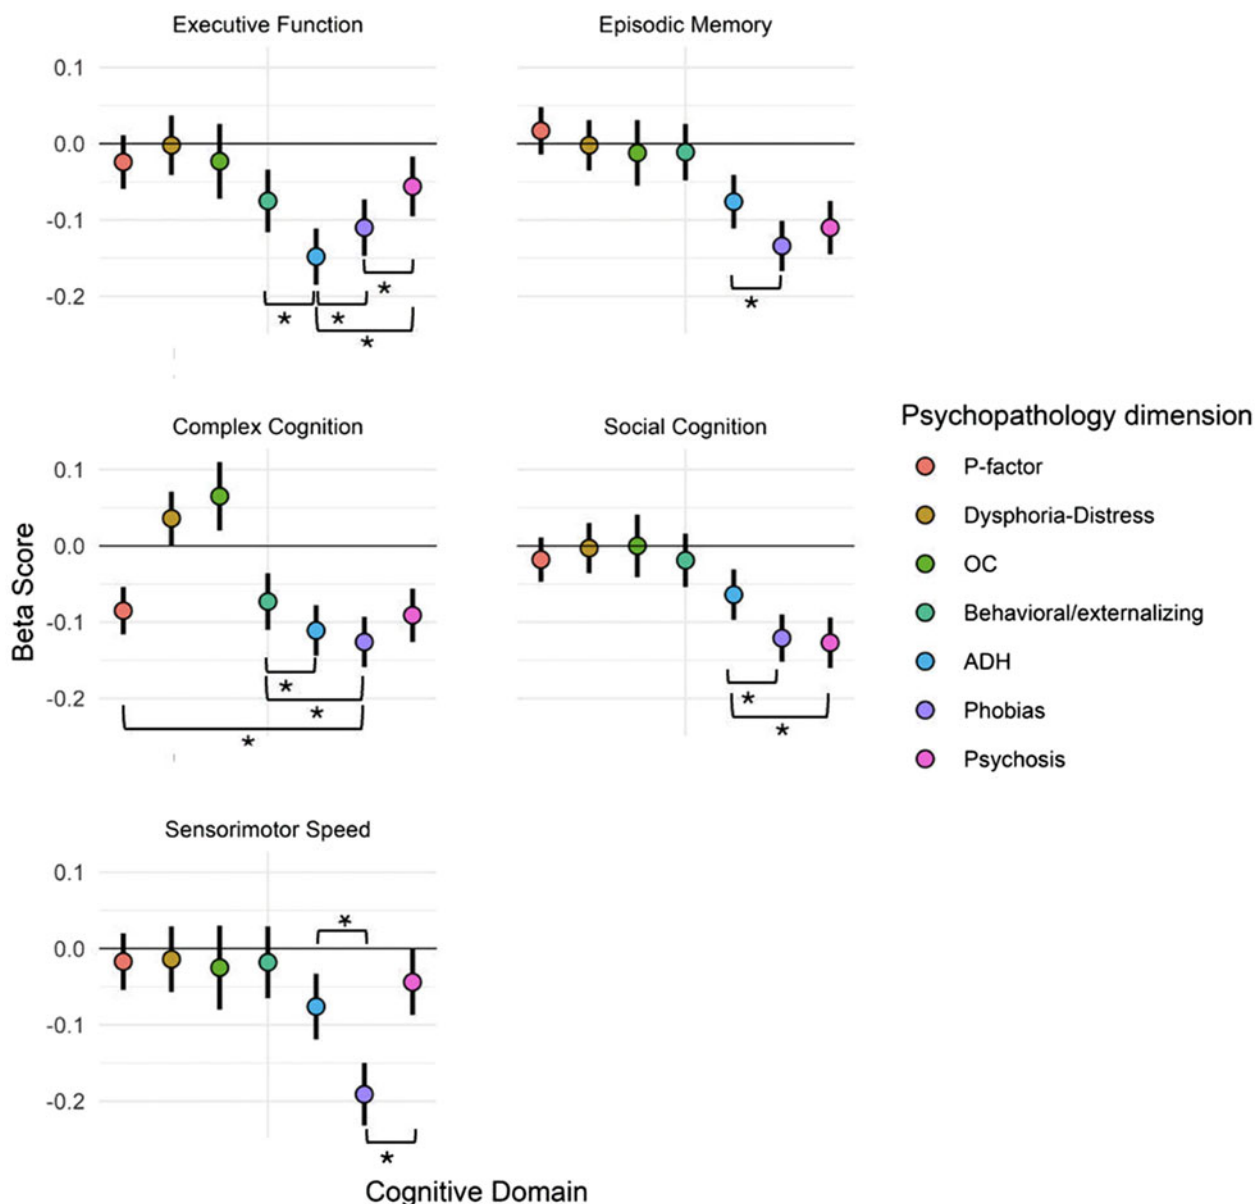 Executive Function
0.1
0.0
-0.1
-0.2
*
*
*
*
Episodic Memory
*
Complex Cognition
0.1
0.0
-0.1
-0.2
*
*
*
Social Cognition
*
*
Sensorimotor Speed
0.1
0.0
-0.1
-0.2
*
*
Beta Score
Cognitive Domain
Psychopathology dimension
P-factor
Dysphoria-Distress
OC
Behavioral/externalizing
ADH
Phobias
Psychosis